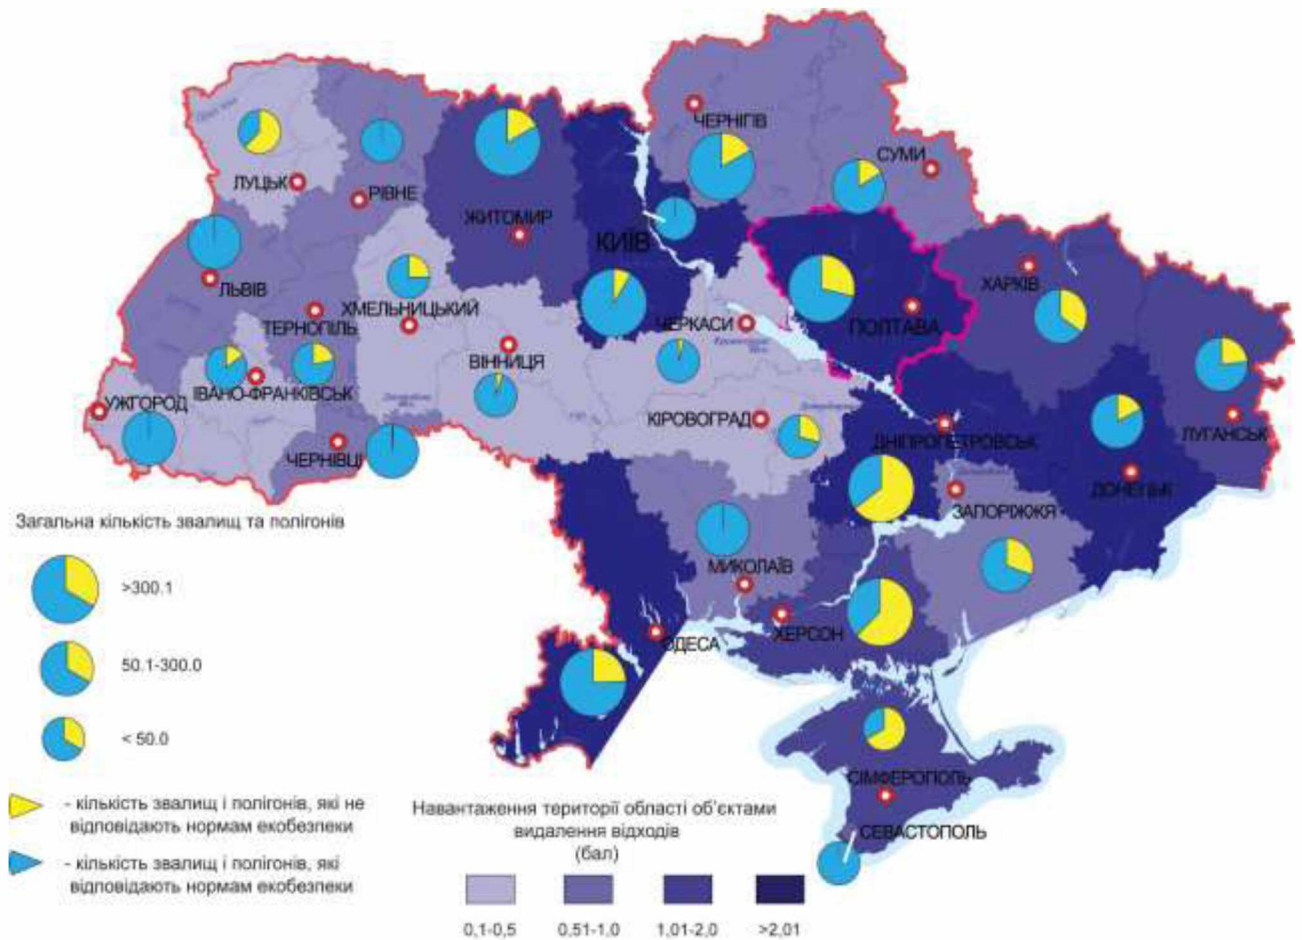 ЧЕРНІГІВ
СУМИ
ЛУЦЬК
РІВНЕ
ЖИТОМИР
КИЇВ
ХАРКІВ
ЛЬВІВ
ХМЕЛЬНИЦЬКИЙ
ТЕРНОПІЛЬ
ЧЕРКАСИ
ПОЛТАВА
ВІННИЦЯ
ІВАНО-ФРАНКІВСЬК
УЖГОРОД
КІРОВОГРАД
ДНІПРОПЕТРОВСЬК
ЛУГАНСЬК
ЧЕРНІВЦІ
ДОНЕЦЬК
ЗАПОРІЖЖЯ
МИКОЛАЇВ
ХЕРСОН
ОДЕСА
СІМФЕРОПОЛЬ
СЕВАСТОПОЛЬ
Загальна кількість звалищ та полігонів
>300.1
50.1-300.0
< 50.0
- кількість звалищ і полігонів, які не
відповідають нормам екобезпеки
- кількість звалищ і полігонів, які
відповідають нормам екобезпеки
Навантаження території області об'єктами
видалення відходів
(бал)
0,1-0,5
0,51-1,0
1,01-2,0
>2,01